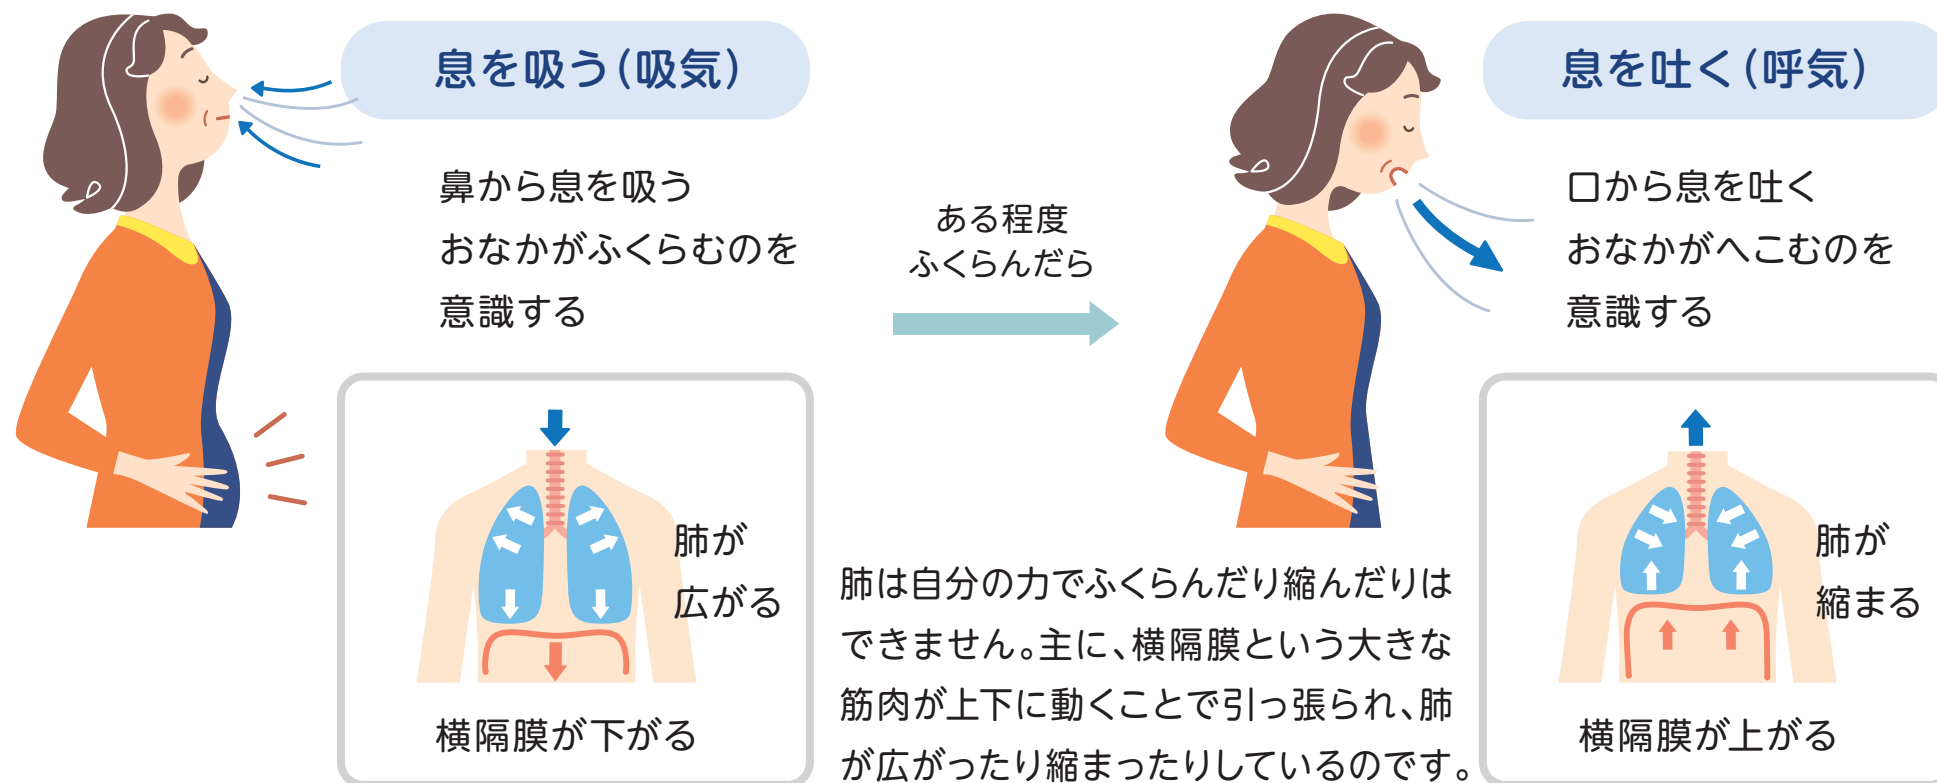 息を吸う(吸気)
鼻から息を吸う
おなかがふくらむのを
意識する
肺が
広がる
横隔膜が下がる
ある程度
ふくらんだら
息を吐く(呼気)
口から息を吐く
おなかがへこむのを
意識する
肺が
縮まる
横隔膜が上がる
肺は自分の力でふくらんだり縮んだりは
できません。主に、横隔膜という大きな
筋肉が上下に動くことで引っ張られ、肺
が広がったり縮まったりしているのです。